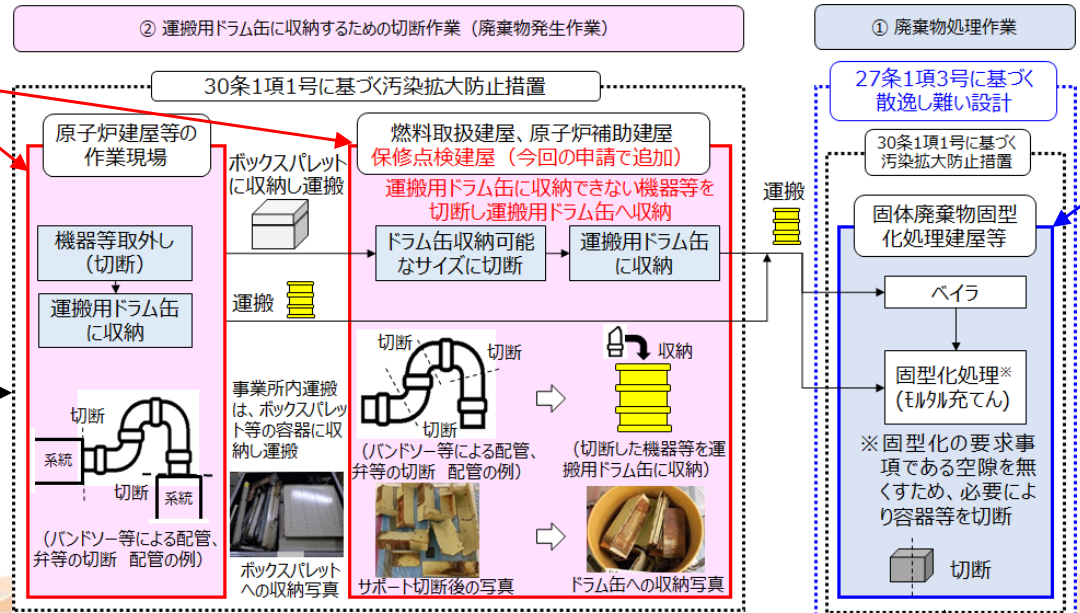 ② 運搬用ドラム缶に収納するための切断作業（廃棄物発生作業）
① 廃棄物処理作業
30条1項1号に基づく汚染拡大防止措置
27条1項3号に基づく
散逸し難い設計
30条1項1号に基づく
汚染拡大防止措置
原子炉建屋等の
作業現場
ボックスパレット
に収納し運搬
燃料取扱建屋、原子炉補助建屋
保修点検建屋（今回の申請で追加）
運搬用ドラム缶に収納できない機器等を
切断し運搬用ドラム缶へ収納
運搬
固体廃棄物固型
化処理建屋等
機器等取外し
（切断）
運搬用ドラム缶
に収納
運搬
ドラム缶収納可能
なサイズに切断
運搬用ドラム缶
に収納
ベイラ
固型化処理※
(モルタル充てん)
※固型化の要求事
項である空隙を無
くすため、必要によ
り容器等を切断
切断
切断
系統
切断
系統
（バンドソー等による配管、
弁等の切断 配管の例）
事業所内運搬
は、ボックスパレッ
ト等の容器に収
納し運搬
ボックスパレット
への収納写真
切断
切断
切断
（バンドソー等による配管、
弁等の切断 配管の例）
サポート切断後の写真
収納
（切断した機器等を運
搬用ドラム缶に収納）
ドラム缶への収納写真